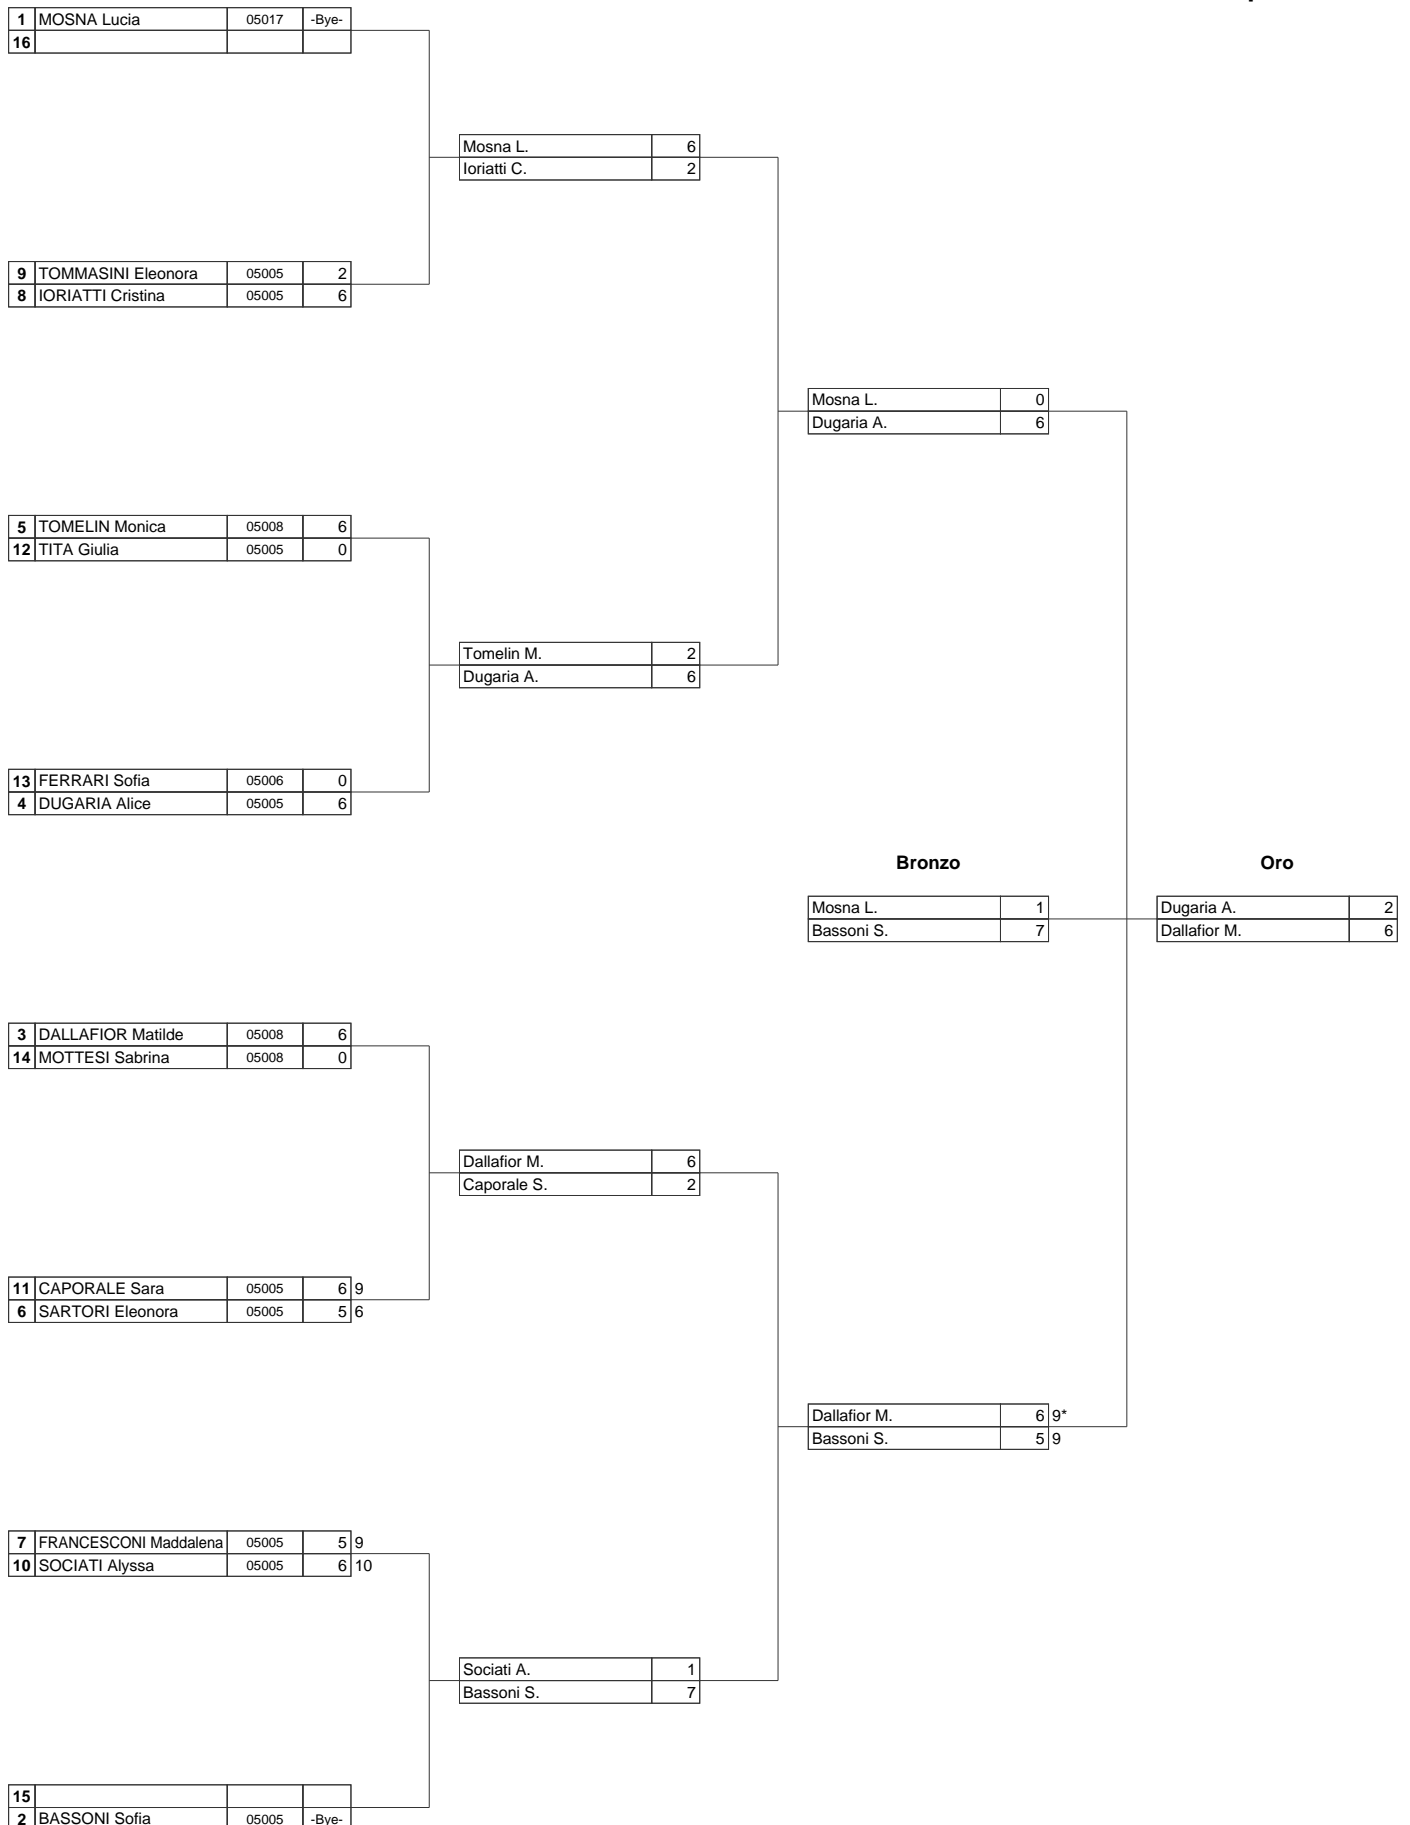 1 MOSNA Lucia 05017 -Bye-
16
Mosna L. 6
Ioriatti C. 2
9 TOMMASINI Eleonora 05005 2
8 IORIATTI Cristina 05005 6
Mosna L. 0
Dugaria A. 6
5 TOMELIN Monica 05008 6
12 TITA Giulia 05005 0
Tomelin M. 2
Dugaria A. 6
13 FERRARI Sofia 05006 0
4 DUGARIA Alice 05005 6
Bronzo Oro
Mosna L. 1 Dugaria A. 2
Bassoni S. 7 Dallafior M. 6
3 DALLAFIOR Matilde 05008 6
14 MOTTESI Sabrina 05008 0
Dallafior M. 6
Caporale S. 2
11 CAPORALE Sara 05005 6 9
6 SARTORI Eleonora 05005 5 6
Dallafior M. 6 9*
Bassoni S. 5 9
7 FRANCESCONI Maddalena 05005 5 9
10 SOCIATI Alyssa 05005 6 10
Sociati A. 1
Bassoni S. 7
15
2 BASSONI Sofia 05005 -Bye-